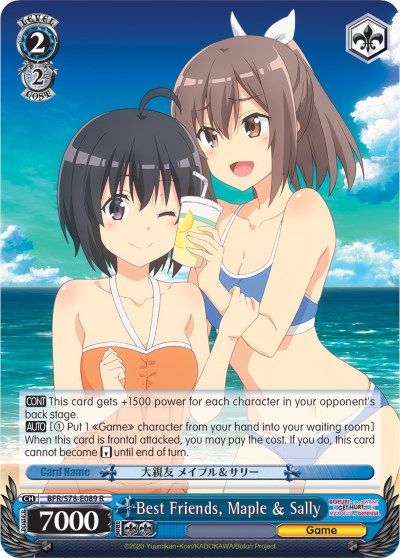 LEVEL
2
2
COST
CONT This card gets +1500 power for each character in your opponent's
back stage.
AUTO [① Put 1 «Game» character from your hand into your waiting room]
When this card is frontal attacked, you may pay the cost. If you do, this card
cannot become until end of turn.
Card Name 大親友 メイプル&サリー
CH BFR/S78-E089 R
Best Friends, Maple & Sally
POWER 7000 SOUL Game
©2020 Yuumikan・Koin/KADOKAWA/Bofuri Project